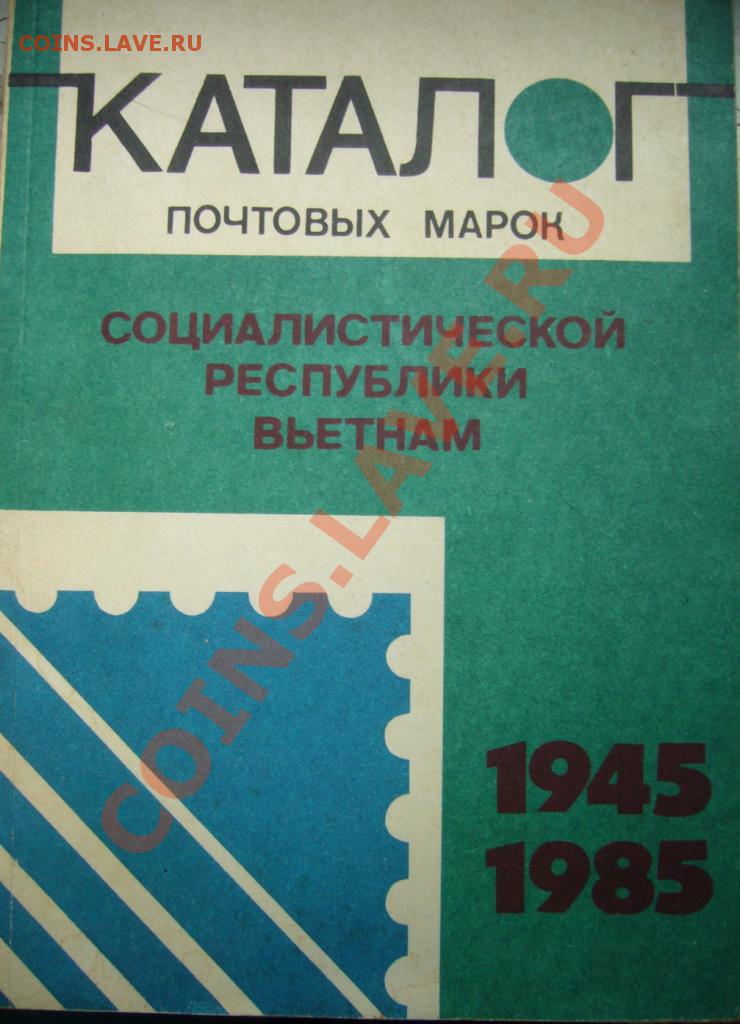 COINS.LAVE.RU
КАТАЛОГ
ПОЧТОВЫХ МАРОК
СОЦИАЛИСТИЧЕСКОЙ
РЕСПУБЛИКИ
ВЬЕТНАМ
COINS.LAVE.RU
1945
1985